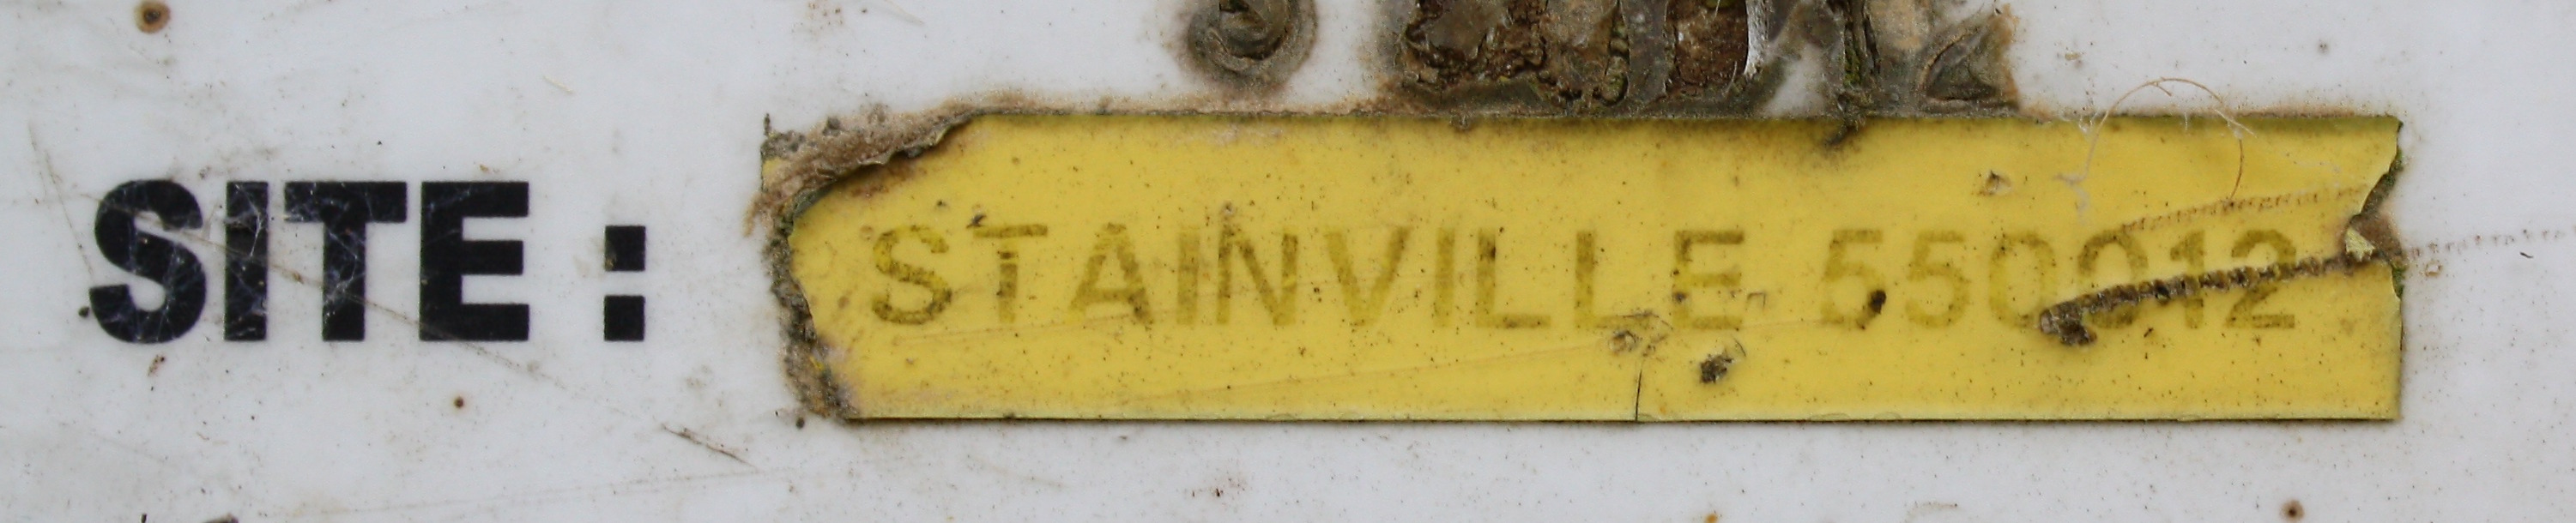 SITE : STAINVILLE 550012